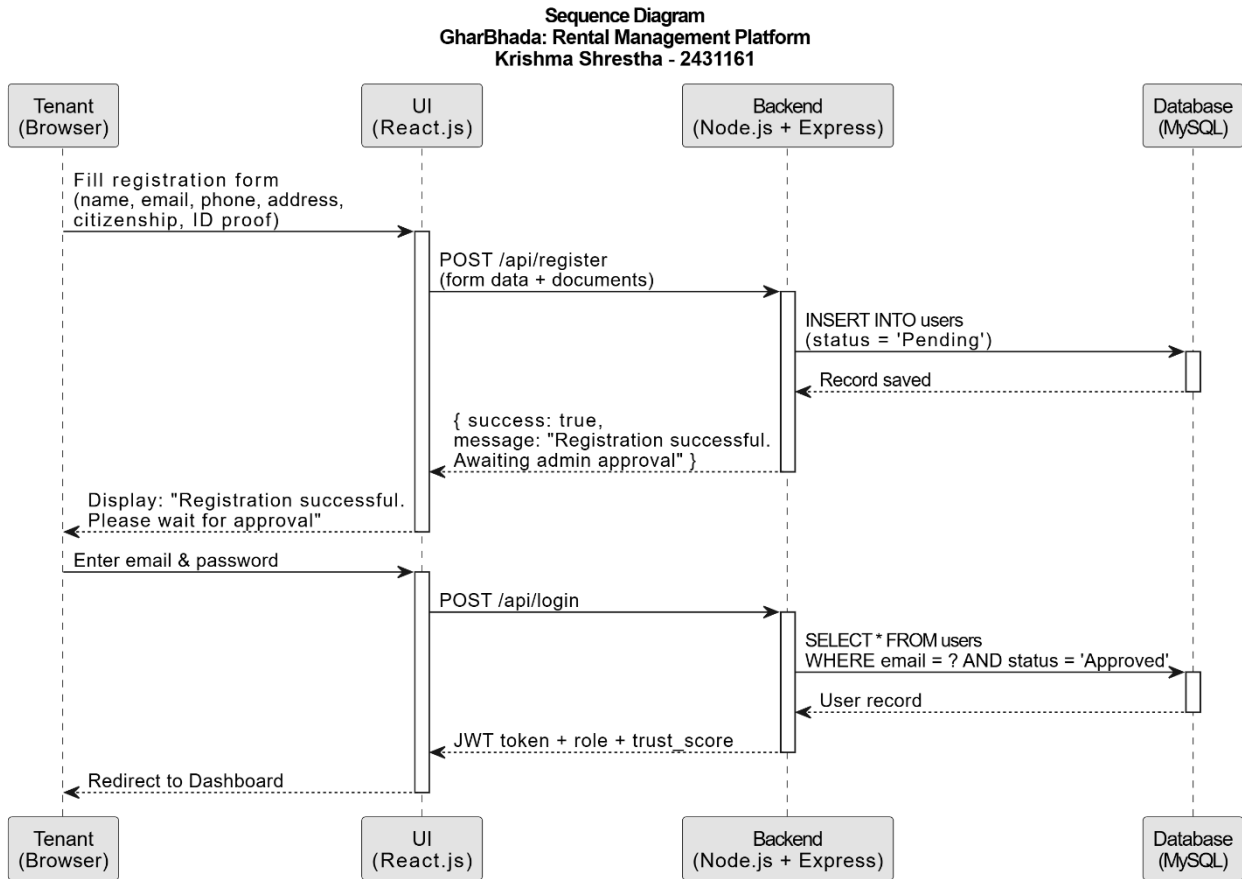 Sequence Diagram
GharBhada: Rental Management Platform
Krishma Shrestha - 2431161
Tenant
(Browser)
UI
(React.js)
Backend
(Node.js + Express)
Database
(MySQL)
Fill registration form
(name, email, phone, address,
citizenship, ID proof)
POST /api/register
(form data + documents)
INSERT INTO users
(status = 'Pending')
Record saved
{ success: true,
message: "Registration successful.
Awaiting admin approval" }
Display: "Registration successful.
Please wait for approval"
Enter email & password
POST /api/login
SELECT * FROM users
WHERE email = ? AND status = 'Approved'
User record
JWT token + role + trust_score
Redirect to Dashboard
Tenant
(Browser)
UI
(React.js)
Backend
(Node.js + Express)
Database
(MySQL)